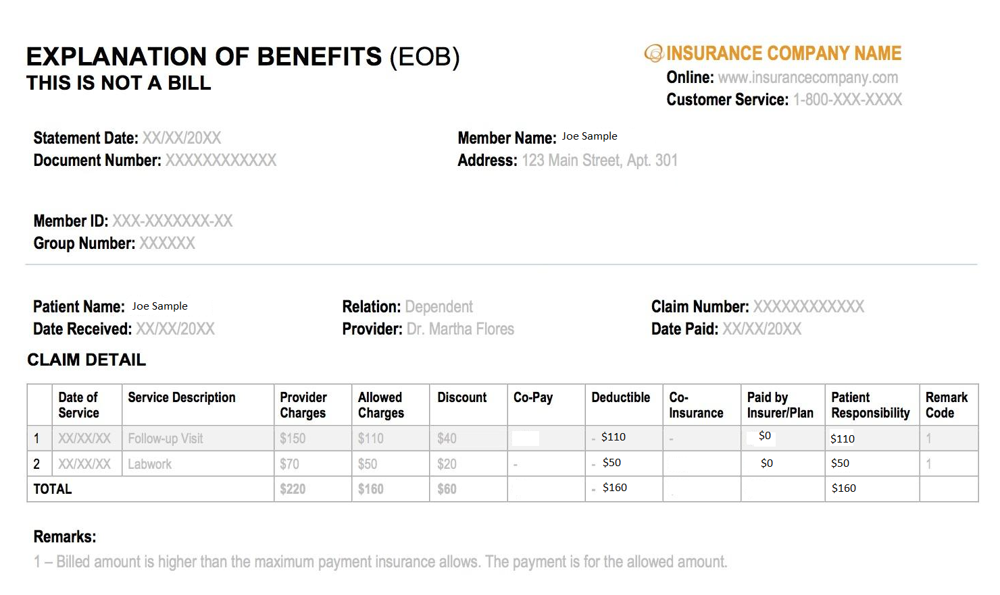 EXPLANATION OF BENEFITS (EOB)
THIS IS NOT A BILL
INSURANCE COMPANY NAME
Online: www.insurancecompany.com
Customer Service: 1-800-XXX-XXXX
Statement Date: XX/XX/20XX
Document Number: XXXXXXXXXXXX
Member Name: Joe Sample
Address: 123 Main Street, Apt. 301
Member ID: XXX-XXXXXXX-XX
Group Number: XXXXXX
Patient Name: Joe Sample
Date Received: XX/XX/20XX
Relation: Dependent
Provider: Dr. Martha Flores
Claim Number: XXXXXXXXXXXX
Date Paid: XX/XX/20XX
CLAIM DETAIL
Date of Service Service Description Provider Charges Allowed Charges Discount Co-Pay Deductible Co-Insurance Paid by Insurer/Plan Patient Responsibility Remark Code
1 XX/XX/XX Follow-up Visit $150 $110 $40 - $110 - $0 $110 1
2 XX/XX/XX Labwork $70 $50 $20 - - $50 $0 $50 1
TOTAL $220 $160 $60 - $160 $160
Remarks:
1 – Billed amount is higher than the maximum payment insurance allows. The payment is for the allowed amount.